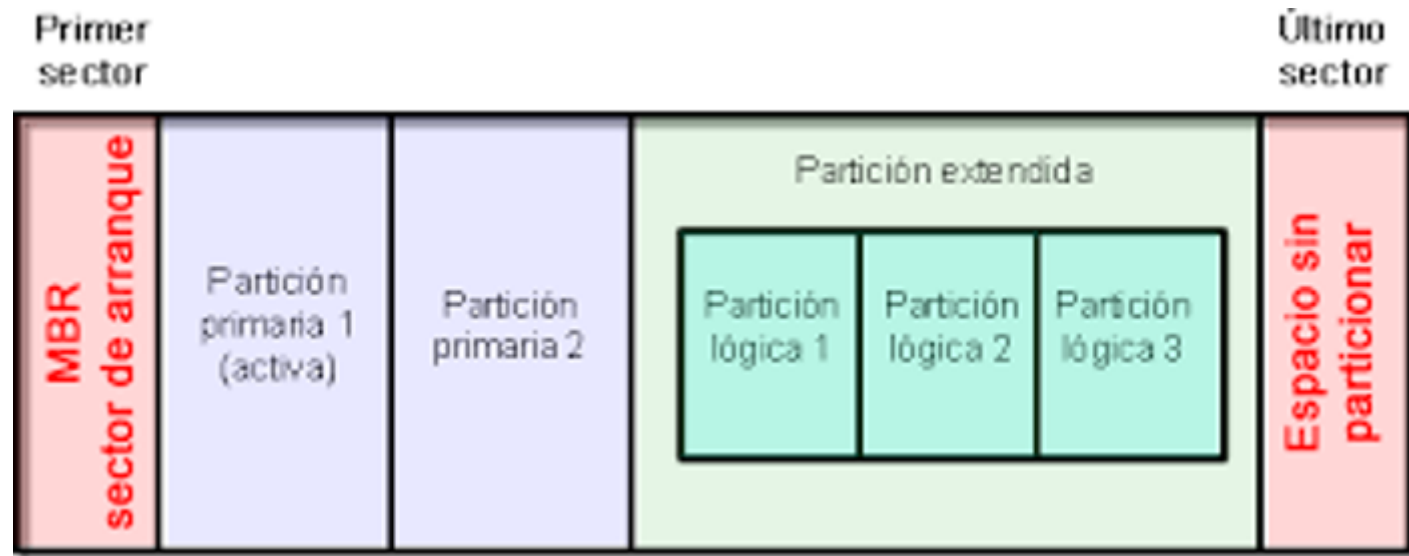 Primer
sector
Último
sector
MBR
sector de arranque
Partición
primaria 1
(activa)
Partición
primaria 2
Partición extendida
Partición
lógica 1
Partición
lógica 2
Partición
lógica 3
Espacio sin
particionar